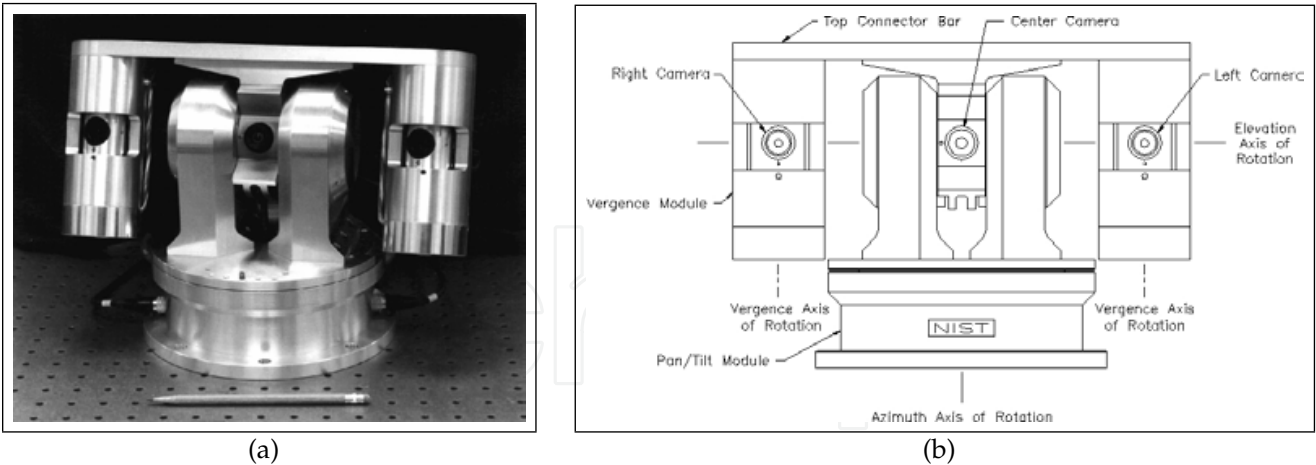 Top Connector Bar
Center Camera
Right Camera
Left Camera
Elevation
Axis of
Rotation
Vergence Module
Vergence Axis
of Rotation
Vergence Axis
of Rotation
NIST
Pan/Tilt Module
Azimuth Axis of Rotation
(a)
(b)